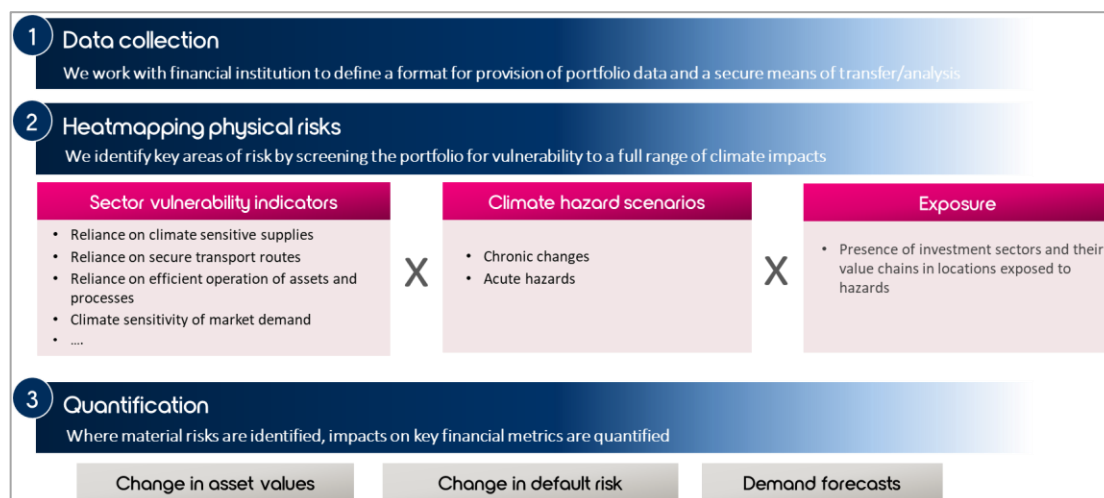 1
Data collection
We work with financial institution to define a format for provision of portfolio data and a secure means of transfer/analysis
2
Heatmapping physical risks
We identify key areas of risk by screening the portfolio for vulnerability to a full range of climate impacts
Sector vulnerability indicators
• Reliance on climate sensitive supplies
• Reliance on secure transport routes
• Reliance on efficient operation of assets and
processes
• Climate sensitivity of market demand
• ....
X
Climate hazard scenarios
• Chronic changes
• Acute hazards
X
Exposure
• Presence of investment sectors and their
value chains in locations exposed to
hazards
3
Quantification
Where material risks are identified, impacts on key financial metrics are quantified
Change in asset values
Change in default risk
Demand forecasts